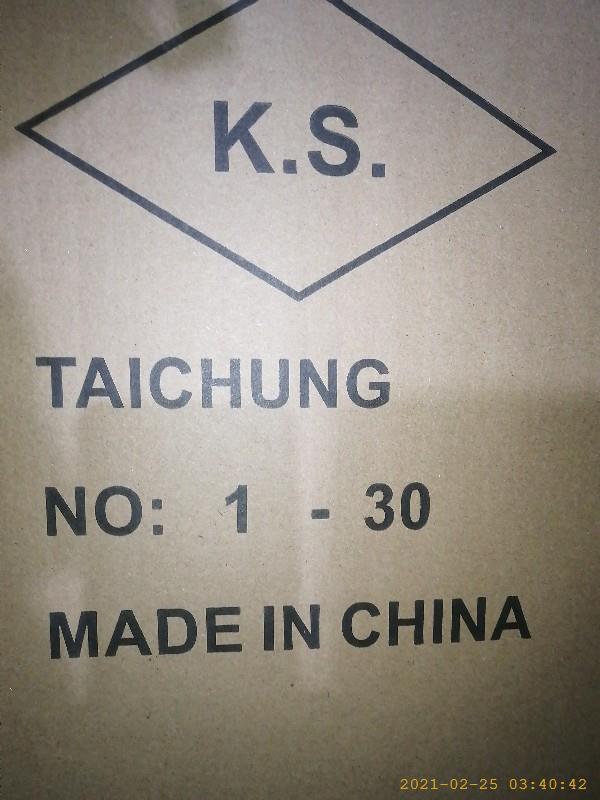 K.S.
TAICHUNG
NO: 1 - 30
MADE IN CHINA
2021-02-25 03:40:42